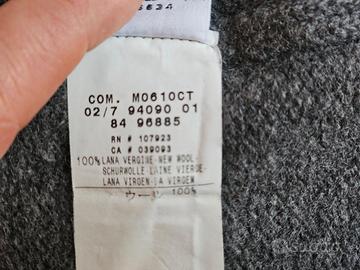 COM. M0610CT
02/7 94090 01
84 96885
RN # 107923
CA # 039093
100% LANA VERGINE-NEW WOOL-
SCHURWOLLE-LAINE VIERGE-
LANA VIRGEN-LA VIRGEM
ウール 100%
subito